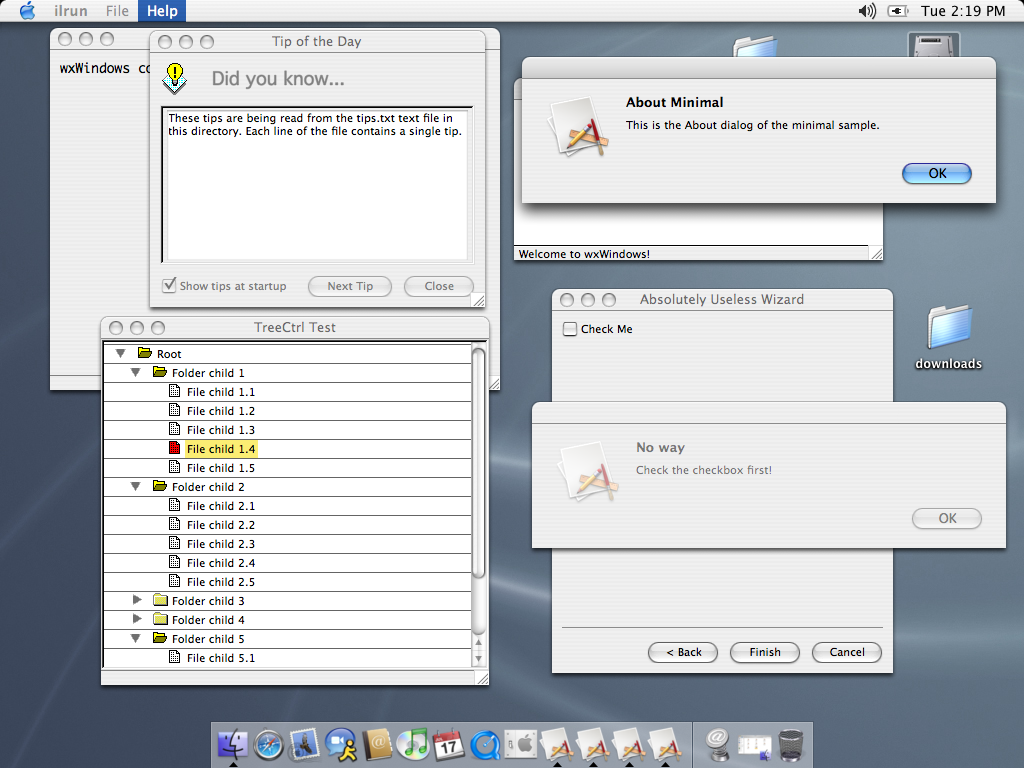 ilrun File Help Tue 2:19 PM
wxWindows co
Tip of the Day
Did you know...
These tips are being read from the tips.txt text file in
this directory. Each line of the file contains a single tip.
Show tips at startup
Next Tip
Close
About Minimal
This is the About dialog of the minimal sample.
OK
Welcome to wxWindows!
downloads
TreeCtrl Test
Root
Folder child 1
File child 1.1
File child 1.2
File child 1.3
File child 1.4
File child 1.5
Folder child 2
File child 2.1
File child 2.2
File child 2.3
File child 2.4
File child 2.5
Folder child 3
Folder child 4
Folder child 5
File child 5.1
Absolutely Useless Wizard
Check Me
No way
Check the checkbox first!
OK
< Back
Finish
Cancel
17